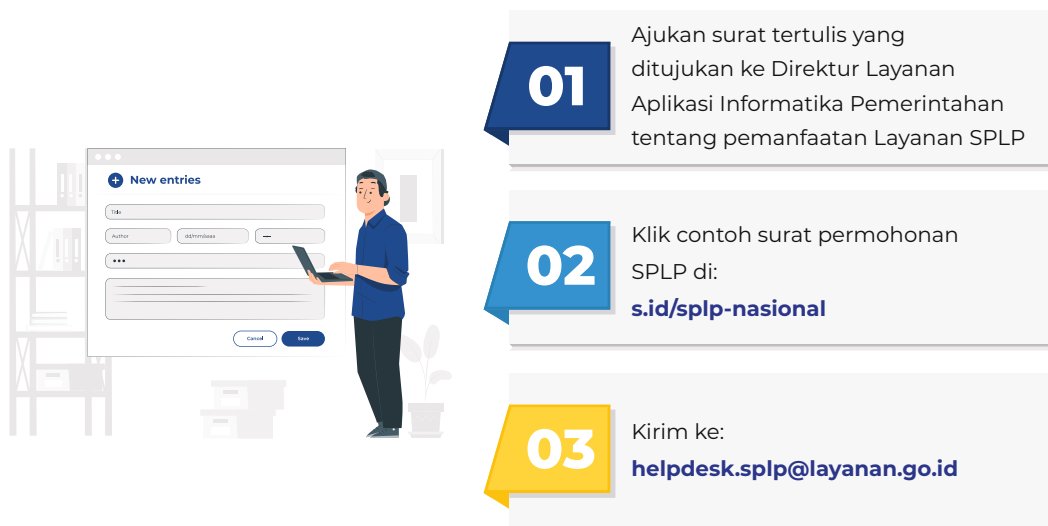 New entries
Title
Author
dd/mm/aaaa
Cancel
Save
01
Ajukan surat tertulis yang
ditujukan ke Direktur Layanan
Aplikasi Informatika Pemerintahan
tentang pemanfaatan Layanan SPLP
02
Klik contoh surat permohonan
SPLP di:
s.id/splp-nasional
03
Kirim ke:
helpdesk.splp@layanan.go.id